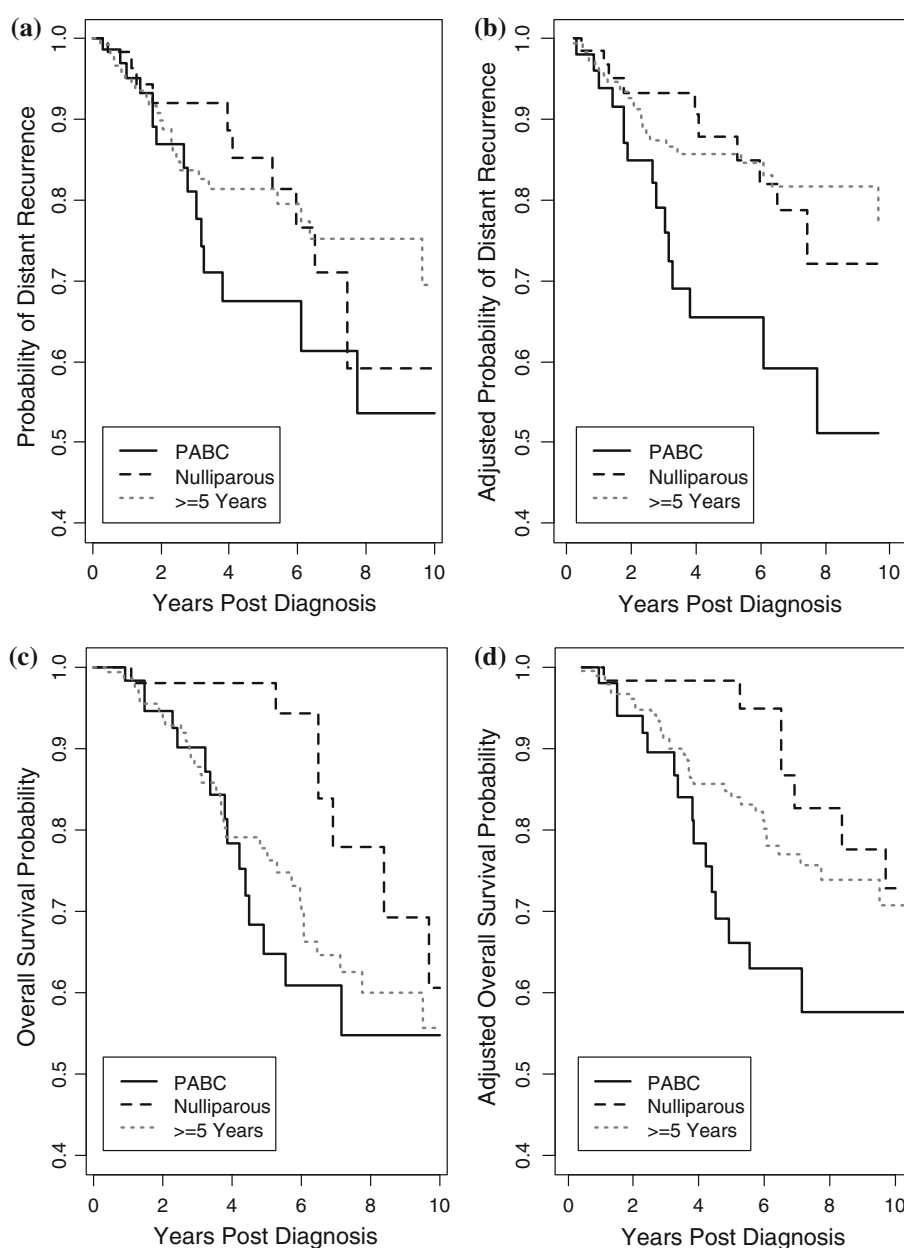 (a)
Probability of Distant Recurrence
1.0
0.9
0.8
0.7
0.6
0.5
0.4
PABC
Nulliparous
>=5 Years
0 2 4 6 8 10
Years Post Diagnosis
(b)
Adjusted Probability of Distant Recurrence
1.0
0.9
0.8
0.7
0.6
0.5
0.4
PABC
Nulliparous
>=5 Years
0 2 4 6 8 10
Years Post Diagnosis
(c)
Overall Survival Probability
1.0
0.9
0.8
0.7
0.6
0.5
0.4
PABC
Nulliparous
>=5 Years
0 2 4 6 8 10
Years Post Diagnosis
(d)
Adjusted Overall Survival Probability
1.0
0.9
0.8
0.7
0.6
0.5
0.4
PABC
Nulliparous
>=5 Years
0 2 4 6 8 10
Years Post Diagnosis